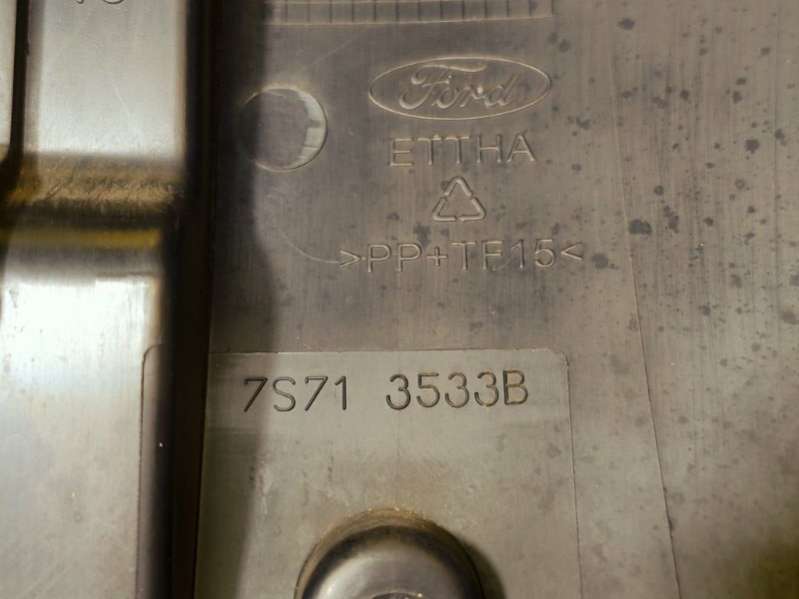 Ford
ETTHA
>PP+TF15<
7S71 3533B